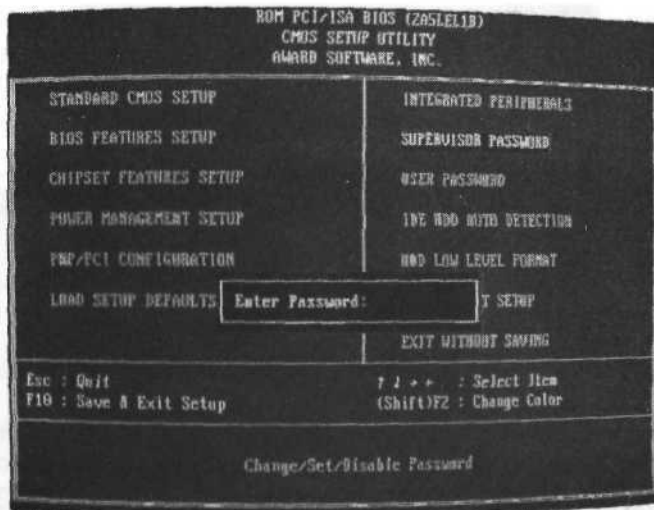 ROM PCI/ISA BIOS (2A5LEL1B)
CMOS SETUP UTILITY
AWARD SOFTWARE, INC.
STANDARD CMOS SETUP
BIOS FEATURES SETUP
CHIPSET FEATURES SETUP
POWER MANAGEMENT SETUP
PNP/PCI CONFIGURATION
LOAD SETUP DEFAULTS
INTEGRATED PERIPHERALS
SUPERVISOR PASSWORD
USER PASSWORD
IDE HDD AUTO DETECTION
HDD LOW LEVEL FORMAT
T SETUP
EXIT WITHOUT SAVING
Enter Password:
Esc : Quit
F10 : Save & Exit Setup
↑ ↓ → ← : Select Item
(Shift)F2 : Change Color
Change/Set/Disable Password